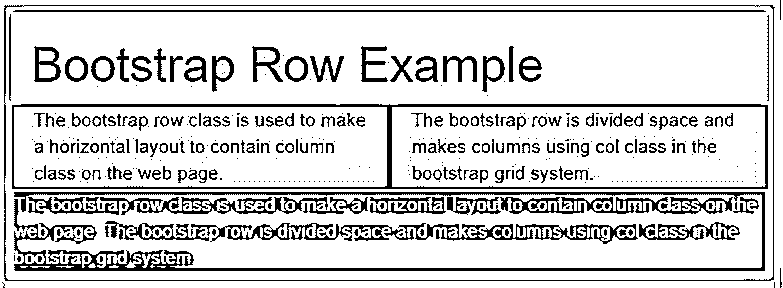 Bootstrap Row Example
The bootstrap row class is used to make
a horizontal layout to contain column
class on the web page.
The bootstrap row is divided space and
makes columns using col class in the
bootstrap grid system.
The bootstrap row class is used to make a horizontal layout to contain column class on the
web page. The bootstrap row is divided space and makes columns using col class in the
bootstrap grid system.